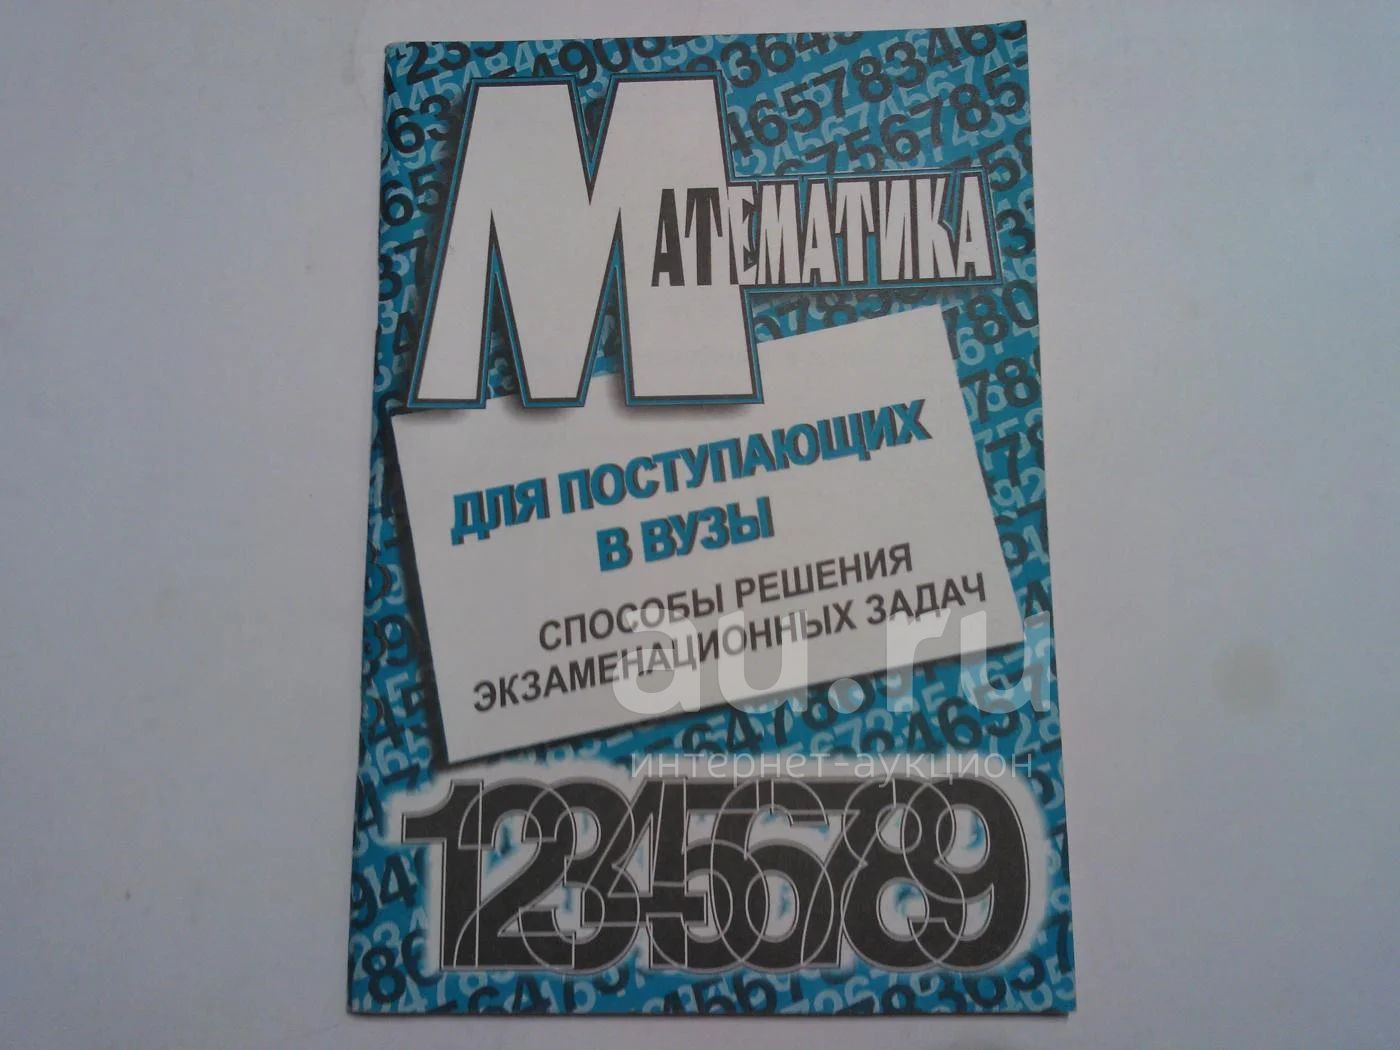 МАТЕМАТИКА
ДЛЯ ПОСТУПАЮЩИХ
В ВУЗЫ
СПОСОБЫ РЕШЕНИЯ
ЭКЗАМЕНАЦИОННЫХ ЗАДАЧ
au.ru
интернет-аукцион
123456789